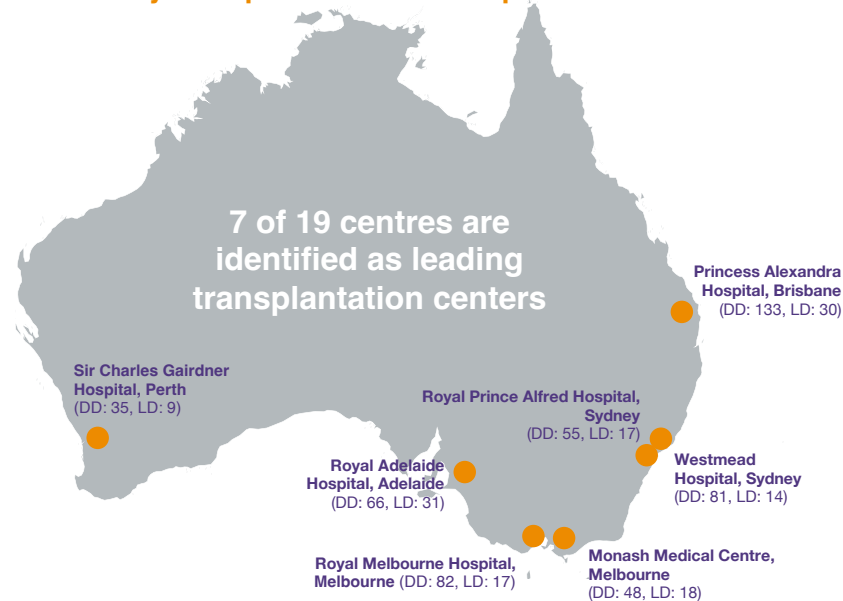 7 of 19 centres are
identified as leading
transplantation centers
Princess Alexandra
Hospital, Brisbane
(DD: 133, LD: 30)
Sir Charles Gairdner
Hospital, Perth
(DD: 35, LD: 9)
Royal Prince Alfred Hospital,
Sydney
(DD: 55, LD: 17)
Westmead
Hospital, Sydney
(DD: 81, LD: 14)
Royal Adelaide
Hospital, Adelaide
(DD: 66, LD: 31)
Royal Melbourne Hospital,
Melbourne (DD: 82, LD: 17)
Monash Medical Centre,
Melbourne
(DD: 48, LD: 18)